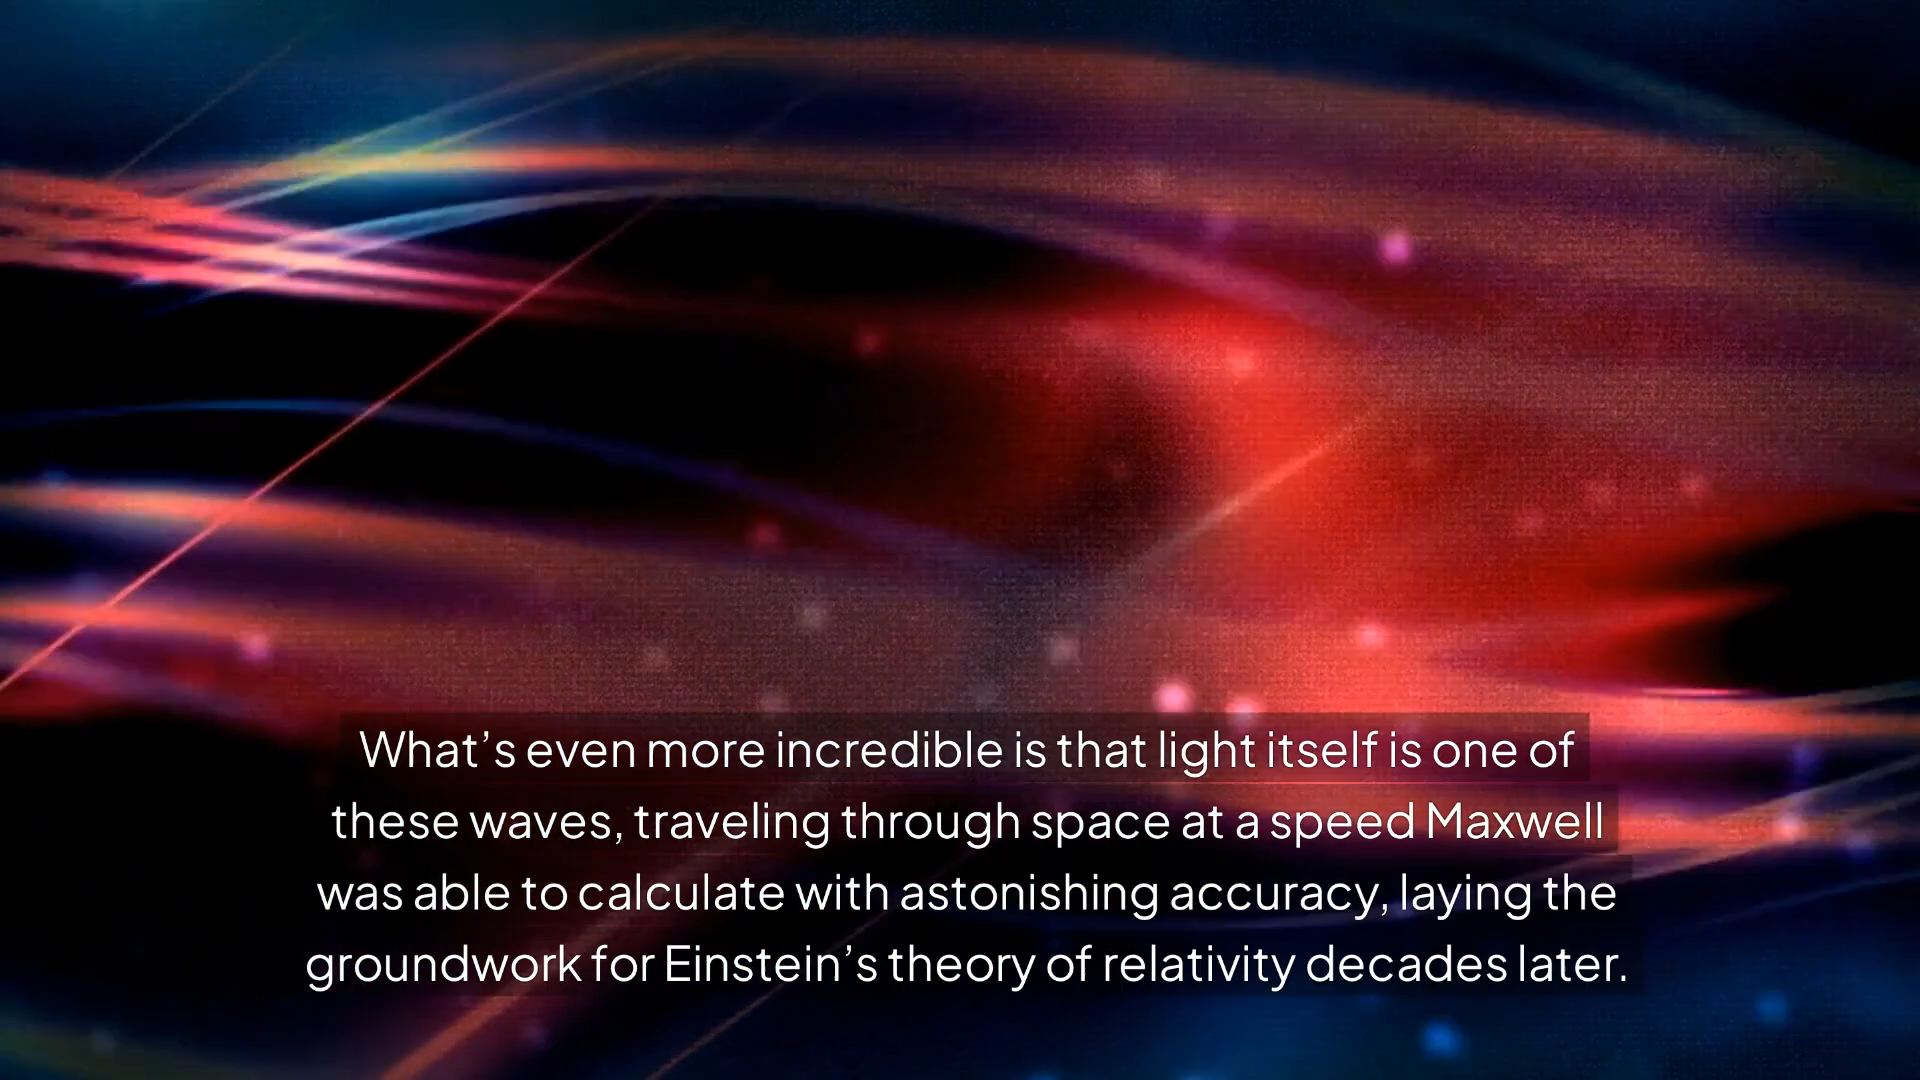 What’s even more incredible is that light itself is one of
these waves, traveling through space at a speed Maxwell
was able to calculate with astonishing accuracy, laying the
groundwork for Einstein’s theory of relativity decades later.